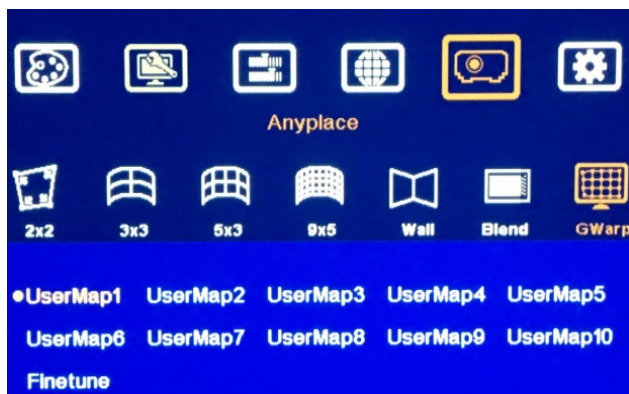 Anyplace
2x2 3x3 5x3 9x5 Wall Blend GWarp
UserMap1 UserMap2 UserMap3 UserMap4 UserMap5
UserMap6 UserMap7 UserMap8 UserMap9 UserMap10
Finetune